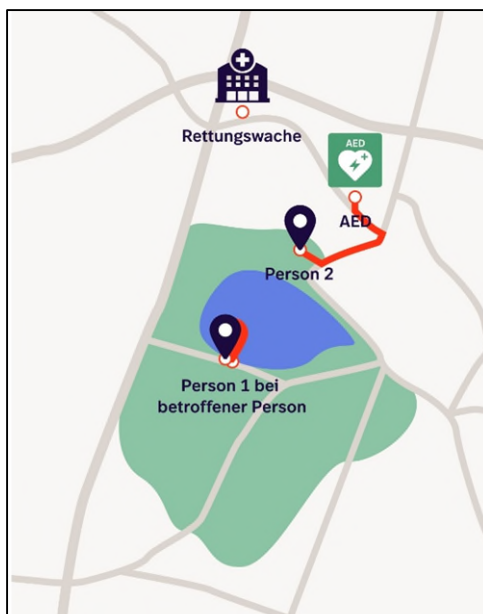 Rettungswache
AED
AED
Person 2
Person 1 bei
betroffener Person